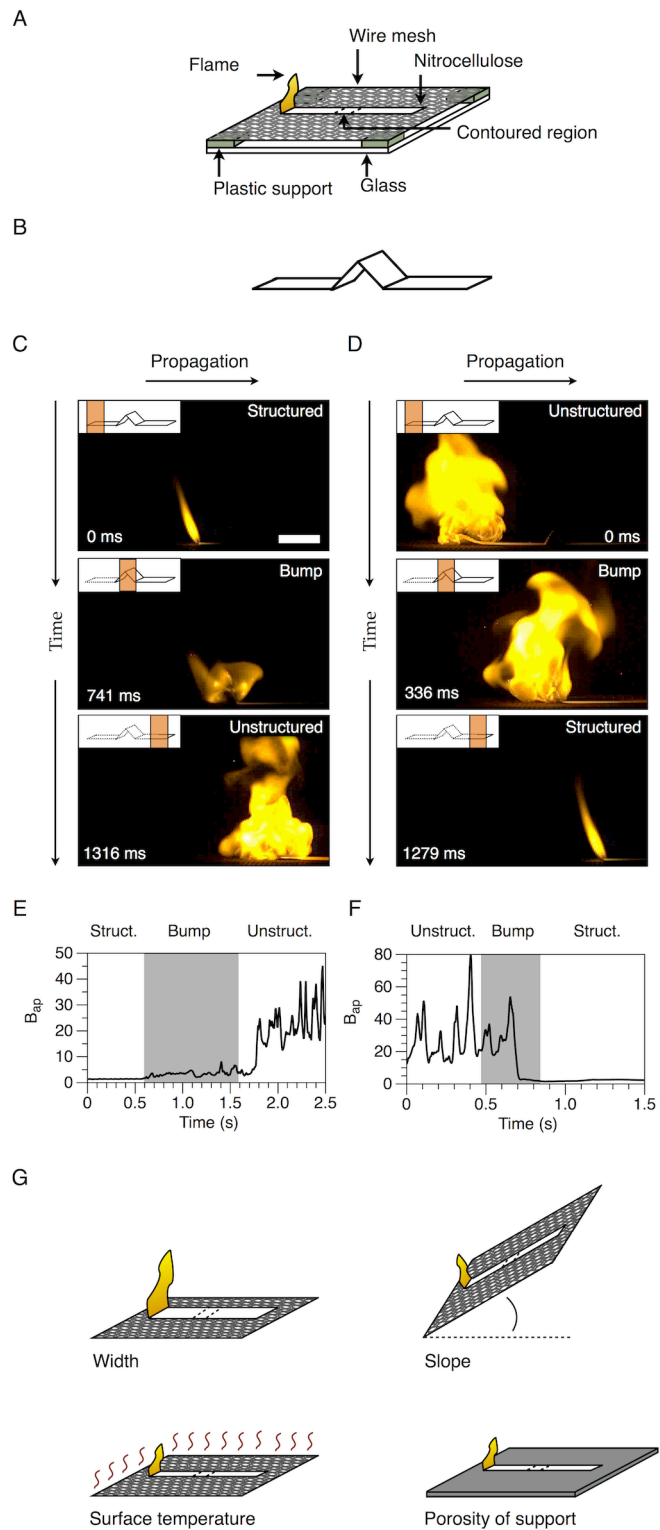 A
Flame
Wire mesh
Nitrocellulose
Contoured region
Plastic support
Glass
B
C
D
Propagation
Propagation
Structured
Unstructured
0 ms
0 ms
Bump
Bump
Time
Time
741 ms
336 ms
Unstructured
Structured
1316 ms
1279 ms
E
F
Struct. Bump Unstruct.
Unstruct. Bump Struct.
50
40
30
20
10
0
Bap
0 0.5 1.0 1.5 2.0 2.5
Time (s)
80
60
40
20
0
Bap
0 0.5 1.0 1.5
Time (s)
G
Width
Slope
Surface temperature
Porosity of support